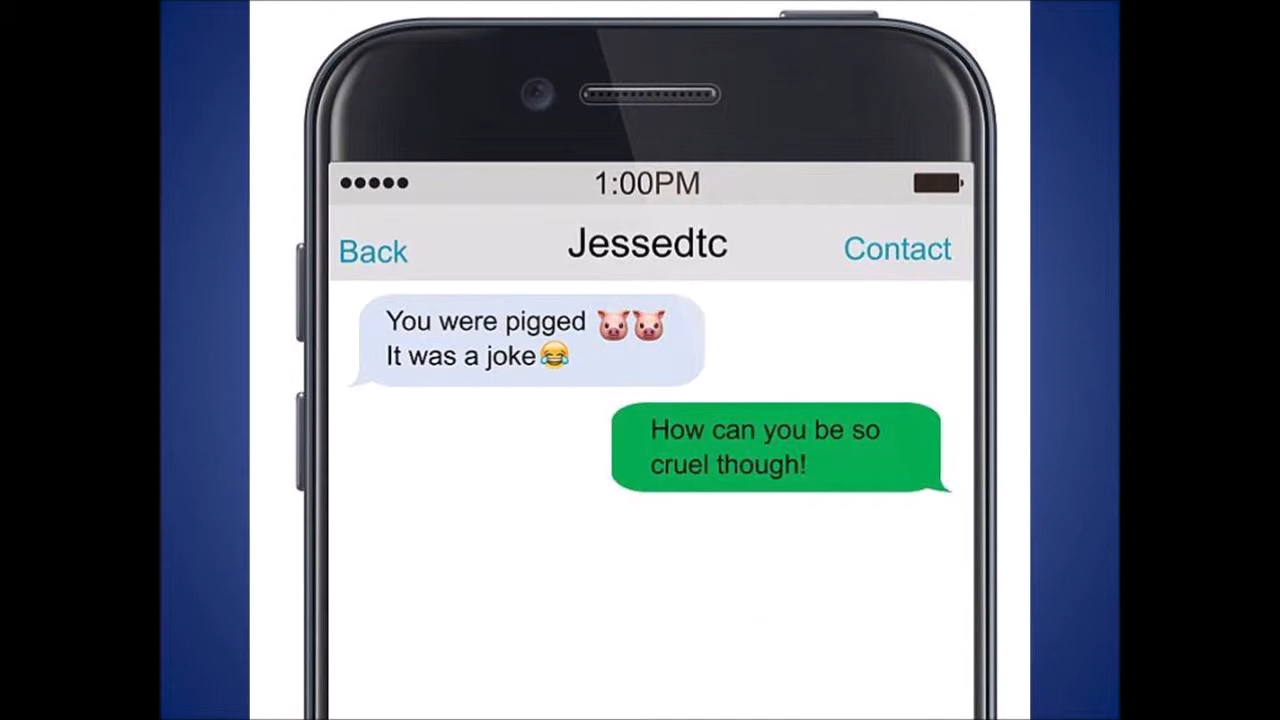 1:00PM
Back Jessedtc Contact
You were pigged 🐷🐷
It was a joke😂
How can you be so
cruel though!